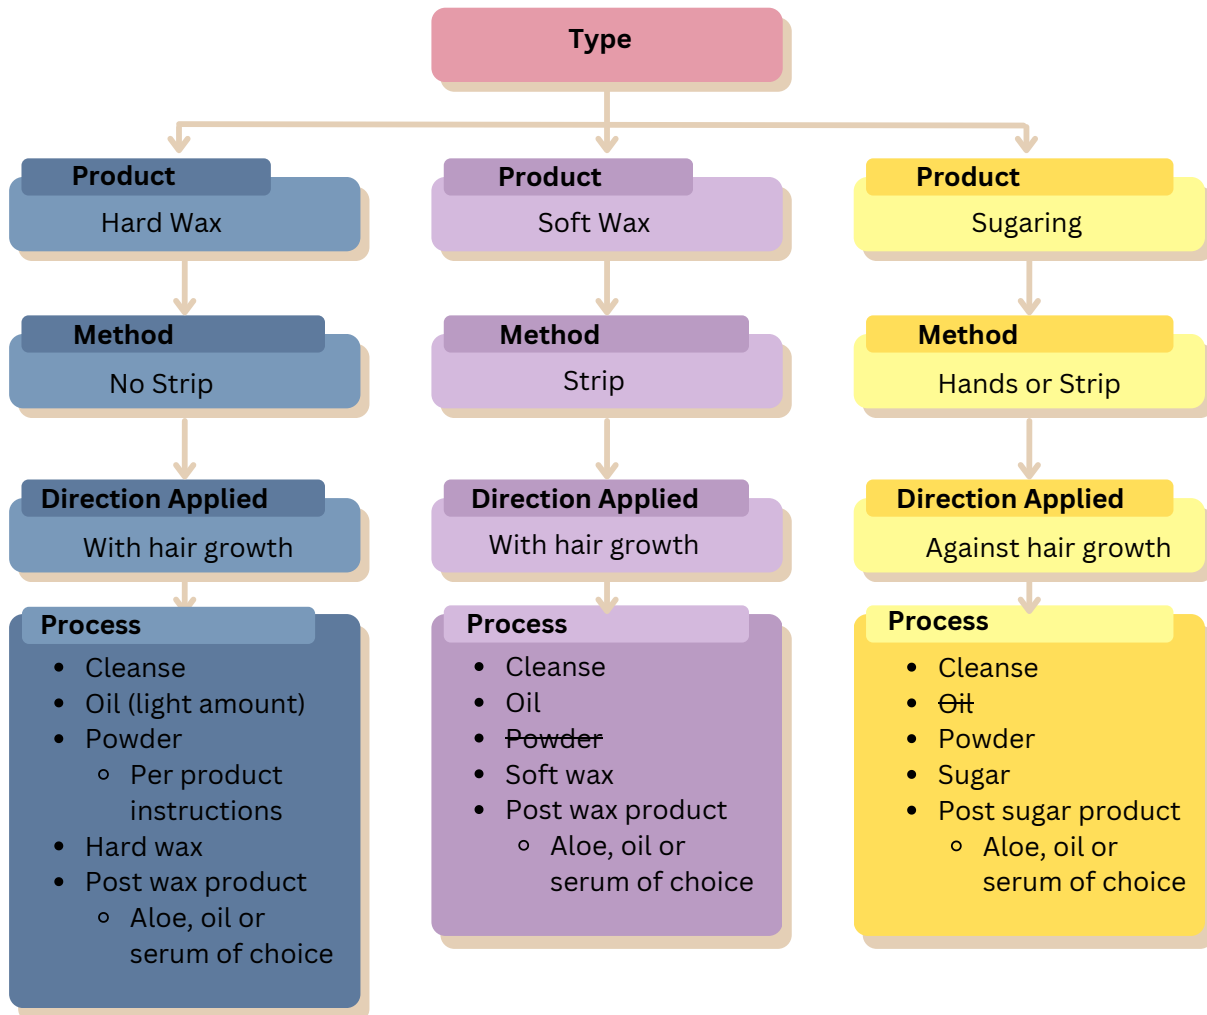 Type
Product
Hard Wax
Method
No Strip
Direction Applied
With hair growth
Process
Cleanse
Oil (light amount)
Powder
Per product
instructions
Hard wax
Post wax product
Aloe, oil or
serum of choice
Product
Soft Wax
Method
Strip
Direction Applied
With hair growth
Process
Cleanse
Oil
Powder
Soft wax
Post wax product
Aloe, oil or
serum of choice
Product
Sugaring
Method
Hands or Strip
Direction Applied
Against hair growth
Process
Cleanse
Oil
Powder
Sugar
Post sugar product
Aloe, oil or
serum of choice